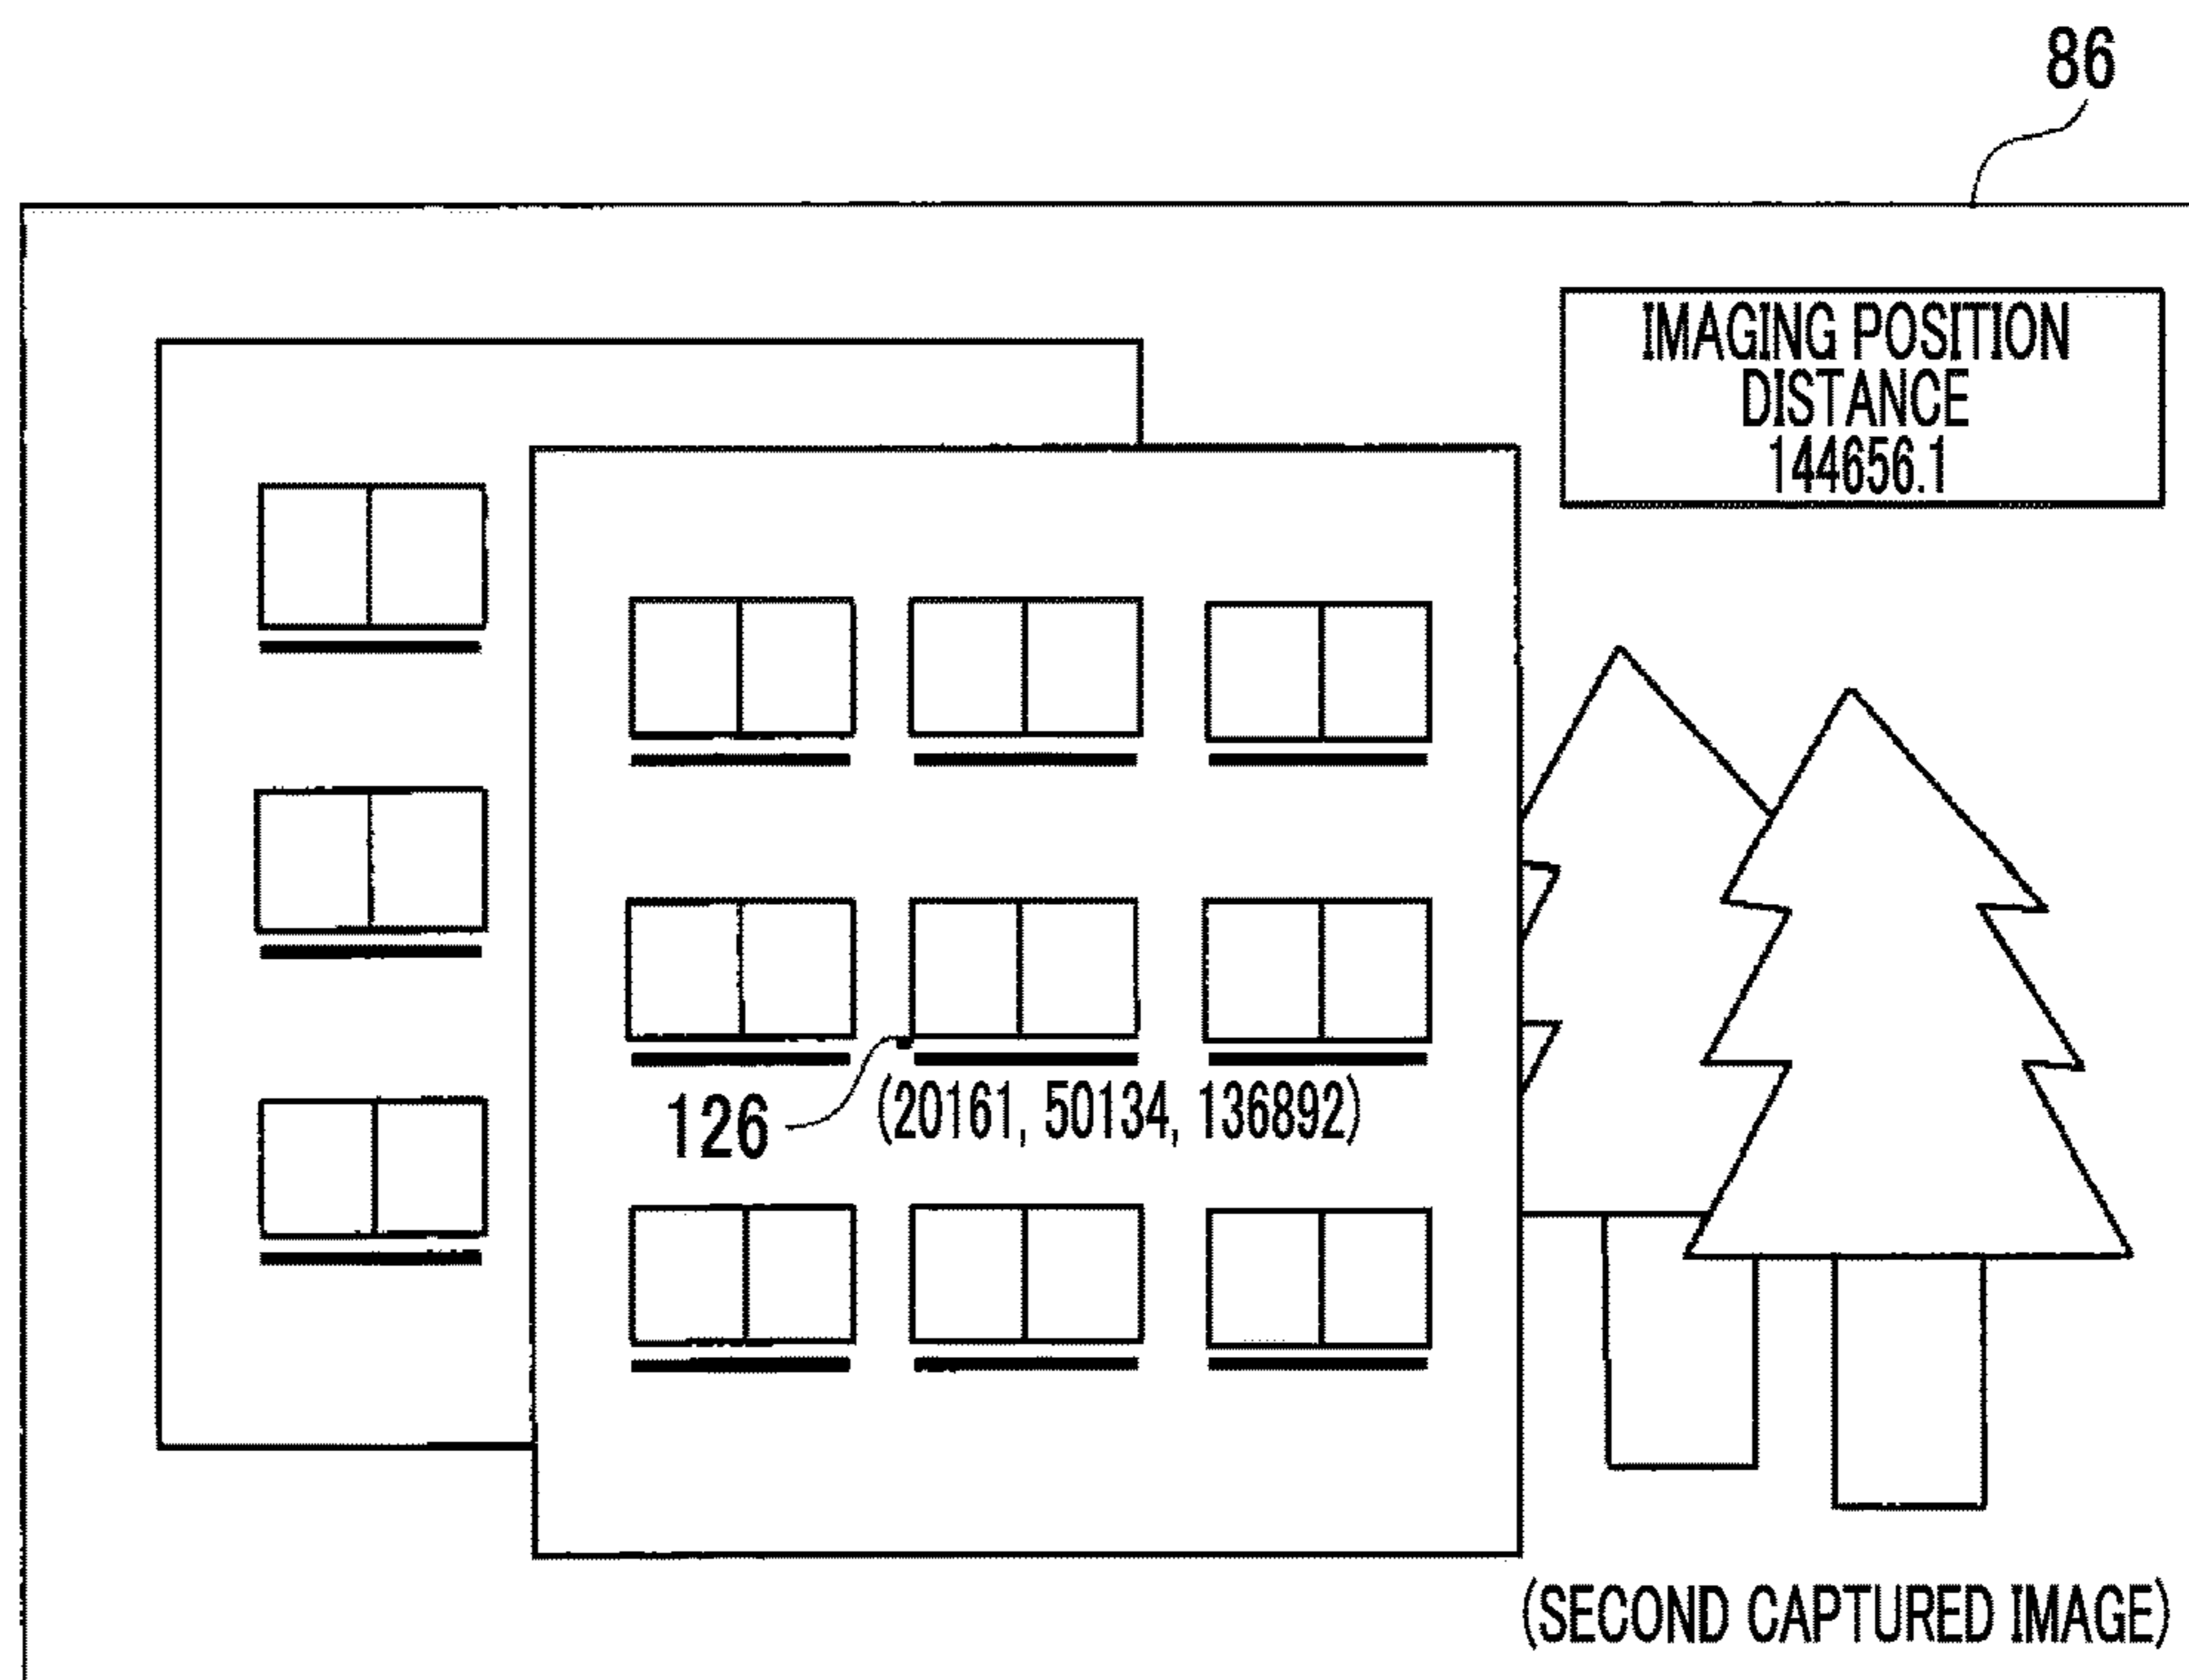 86
IMAGING POSITION
DISTANCE
144656.1
126
(20161, 50134, 136892)
(SECOND CAPTURED IMAGE)